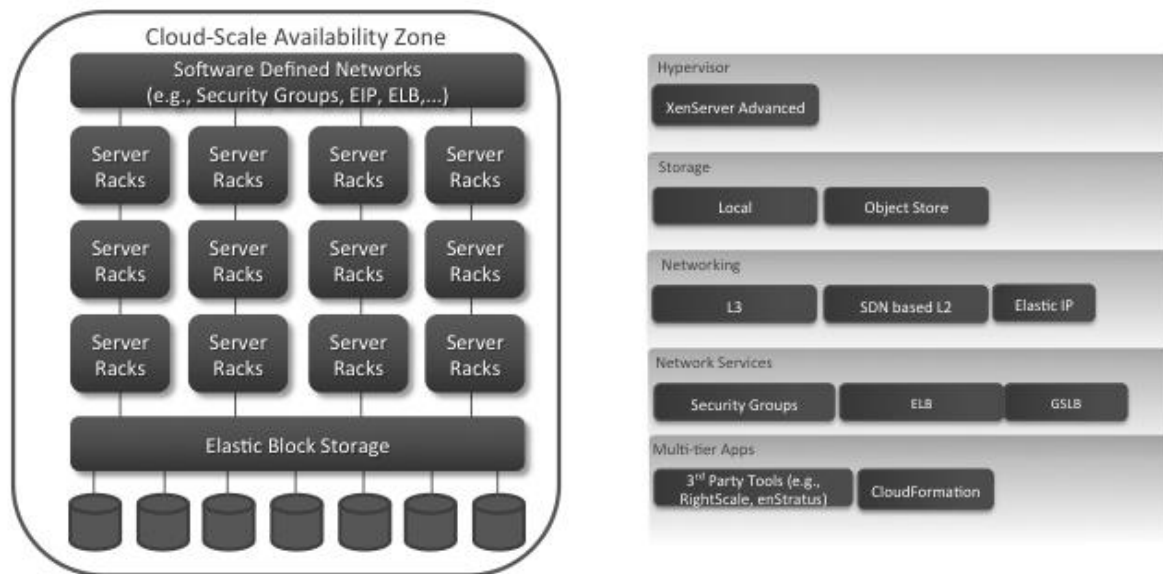 Cloud-Scale Availability Zone
Software Defined Networks
(e.g., Security Groups, EIP, ELB,...)
Server
Racks
Server
Racks
Server
Racks
Server
Racks
Server
Racks
Server
Racks
Server
Racks
Server
Racks
Server
Racks
Server
Racks
Server
Racks
Server
Racks
Elastic Block Storage
Hypervisor
XenServer Advanced
Storage
Local
Object Store
Networking
L3
SDN based L2
Elastic IP
Network Services
Security Groups
ELB
GSLB
Multi-tier Apps
3rd Party Tools (e.g.,
RightScale, enStratus)
CloudFormation